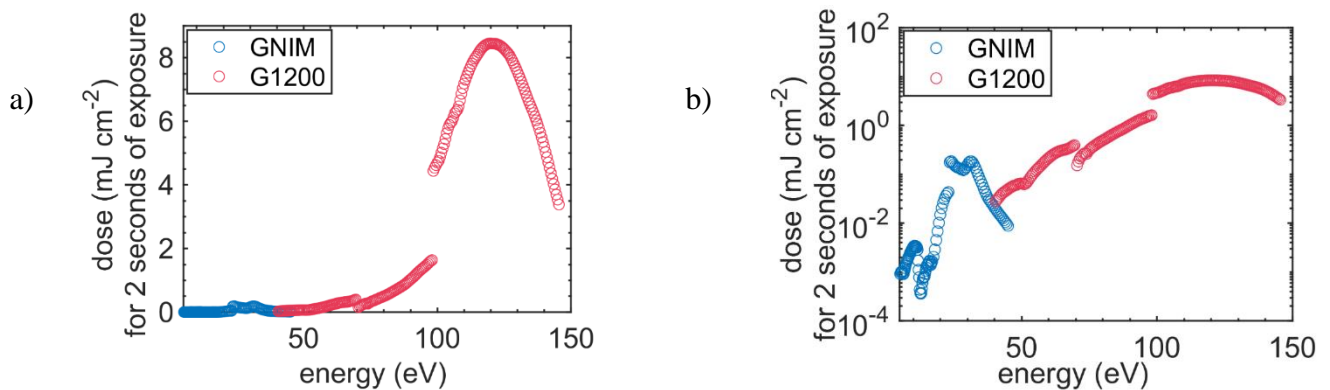 a)
dose (mJ cm-2)
for 2 seconds of exposure
GNIM
G1200
8
6
4
2
0
50
100
150
energy (eV)
b)
dose (mJ cm-2)
for 2 seconds of exposure
GNIM
G1200
10^2
10^0
10^-2
10^-4
50
100
150
energy (eV)